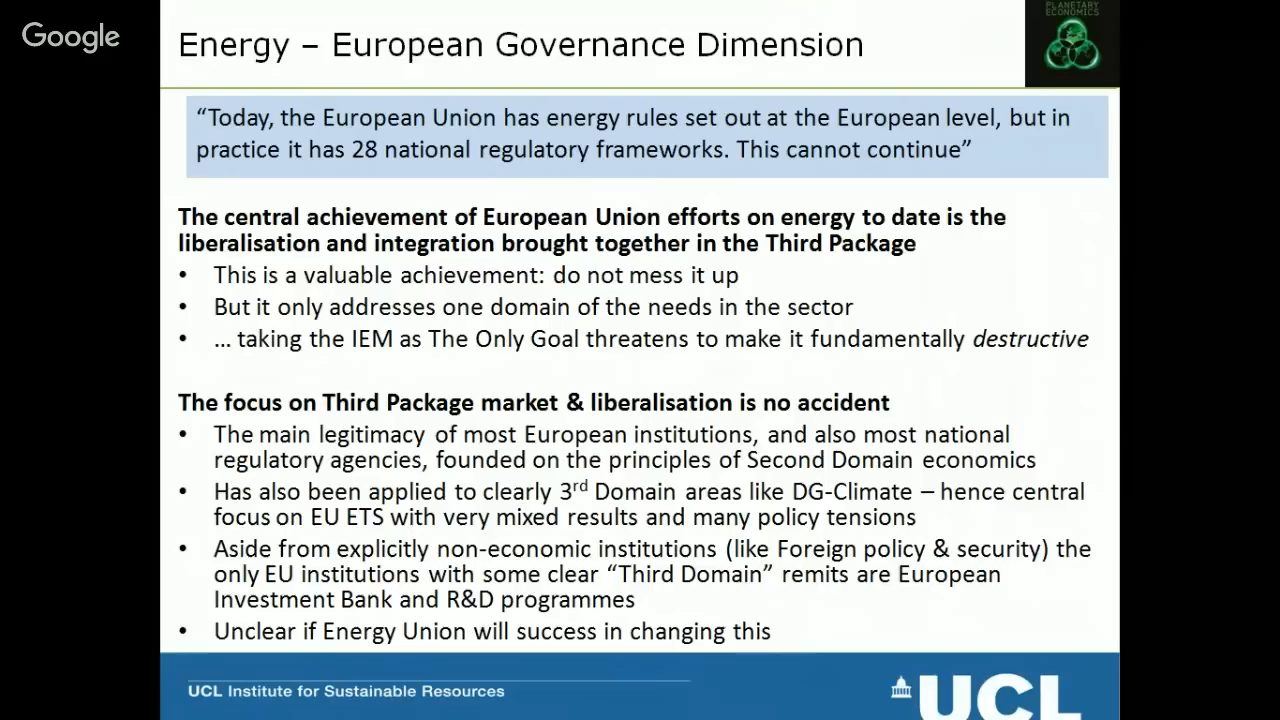 Google
PLANETARY
ECONOMICS
Energy – European Governance Dimension
“Today, the European Union has energy rules set out at the European level, but in
practice it has 28 national regulatory frameworks. This cannot continue”
The central achievement of European Union efforts on energy to date is the
liberalisation and integration brought together in the Third Package
• This is a valuable achievement: do not mess it up
• But it only addresses one domain of the needs in the sector
• … taking the IEM as The Only Goal threatens to make it fundamentally destructive
The focus on Third Package market & liberalisation is no accident
• The main legitimacy of most European institutions, and also most national
regulatory agencies, founded on the principles of Second Domain economics
• Has also been applied to clearly 3rd Domain areas like DG-Climate – hence central
focus on EU ETS with very mixed results and many policy tensions
• Aside from explicitly non-economic institutions (like Foreign policy & security) the
only EU institutions with some clear “Third Domain” remits are European
Investment Bank and R&D programmes
• Unclear if Energy Union will success in changing this
UCL Institute for Sustainable Resources
UCL